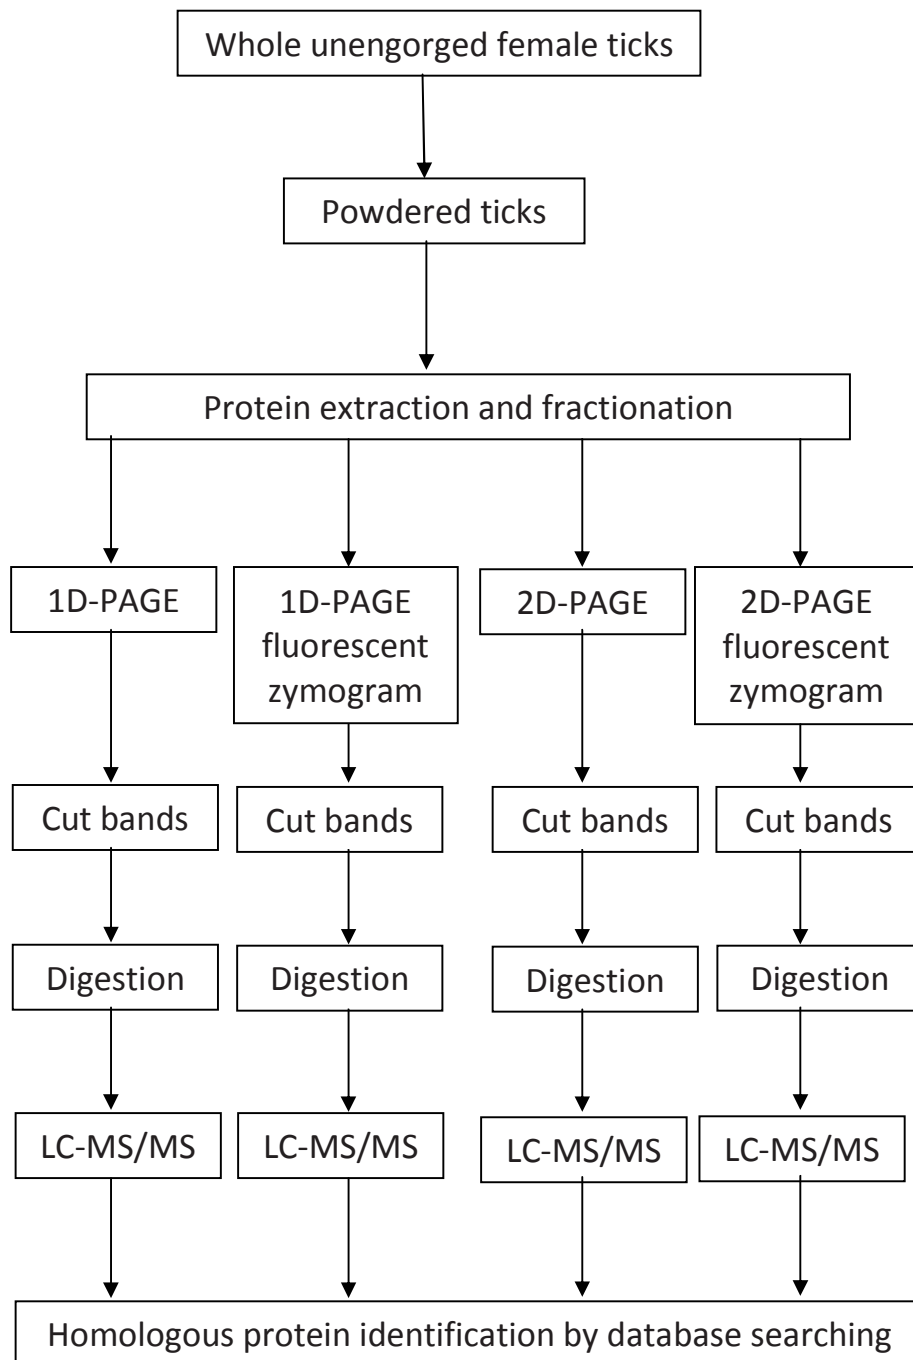 Whole unengorged female ticks
Powdered ticks
Protein extraction and fractionation
1D-PAGE
1D-PAGE
fluorescent
zymogram
2D-PAGE
2D-PAGE
fluorescent
zymogram
Cut bands
Cut bands
Cut bands
Cut bands
Digestion
Digestion
Digestion
Digestion
LC-MS/MS
LC-MS/MS
LC-MS/MS
LC-MS/MS
Homologous protein identification by database searching